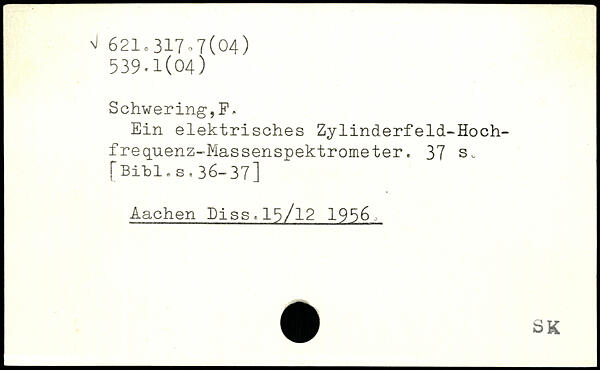 √ 621.317.7(04)
539.1(04)
Schwering,F.
Ein elektrisches Zylinderfeld-Hoch-
frequenz-Massenspektrometer. 37 s.
[Bibl.s.36-37]
Aachen Diss.15/12 1956.
SK